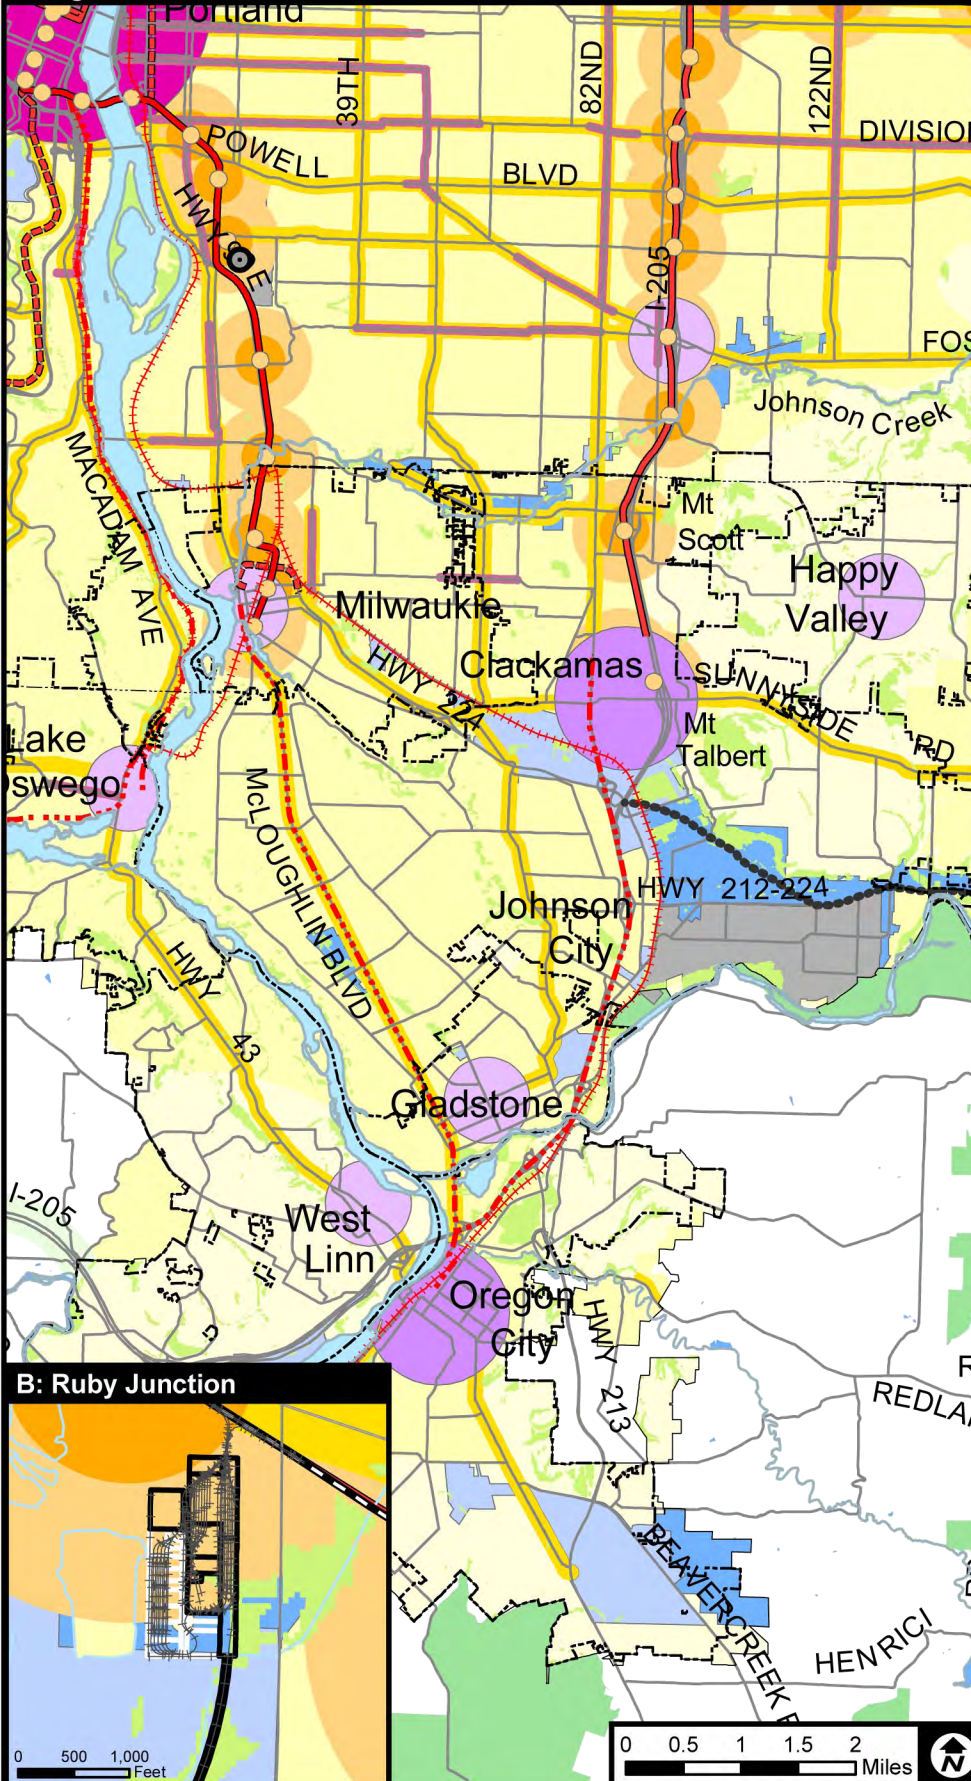 Portland
39TH
82ND
122ND
DIVISIO
POWELL
BLVD
HWY 99E
I-205
FOS
Johnson Creek
MACADAM AVE
Mt
Scott
Happy
Valley
Milwaukie
HWY 224
Clackamas
SUNNYSIDE RD
Lake
Oswego
Mt
Talbert
McLOUGHLIN BLVD
HWY 212-224
Johnson
City
HWY 43
Gladstone
I-205
West
Linn
Oregon
City
HWY 213
REDLA
B: Ruby Junction
BEAVERCREEK R
HENRICI
0 500 1,000
Feet
0 0.5 1 1.5 2
Miles
N